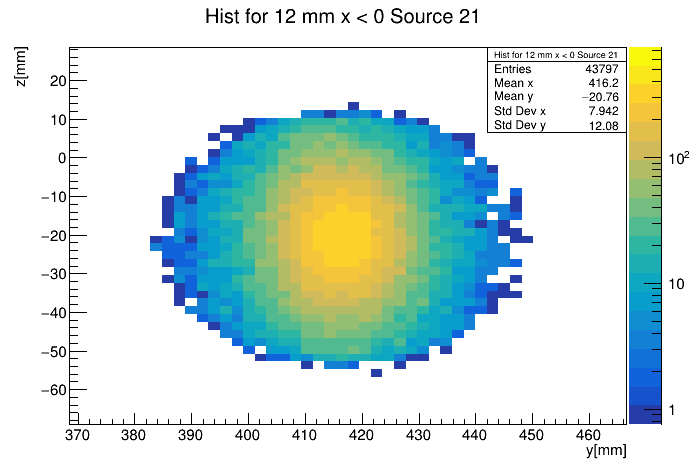 Hist for 12 mm x < 0 Source 21
z[mm]
Hist for 12 mm x < 0 Source 21
Entries 43797
Mean x 416.2
Mean y −20.76
Std Dev x 7.942
Std Dev y 12.08
20
10
0
−10
−20
−30
−40
−50
−60
10²
10
1
370 380 390 400 410 420 430 440 450 460
y[mm]